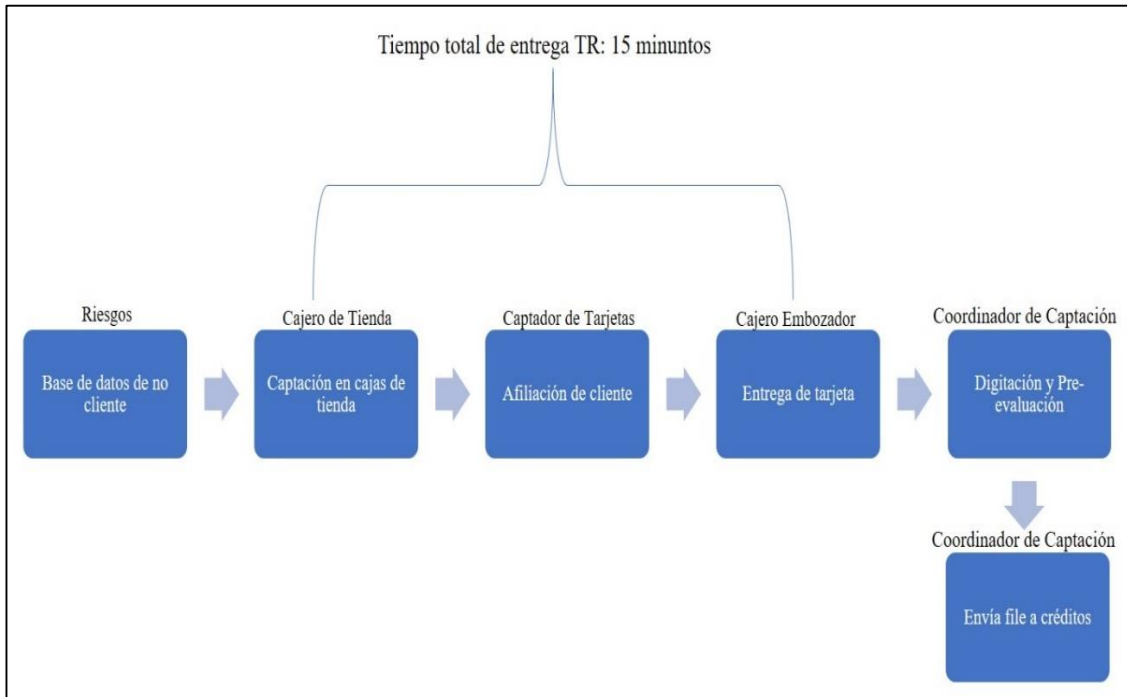 Tiempo total de entrega TR: 15 minuntos
Riesgos
Base de datos de no
cliente
Cajero de Tienda
Captación en cajas de
tienda
Captador de Tarjetas
Afiliación de cliente
Cajero Embozador
Entrega de tarjeta
Coordinador de Captación
Digitación y Pre-
evaluación
Coordinador de Captación
Envía file a créditos